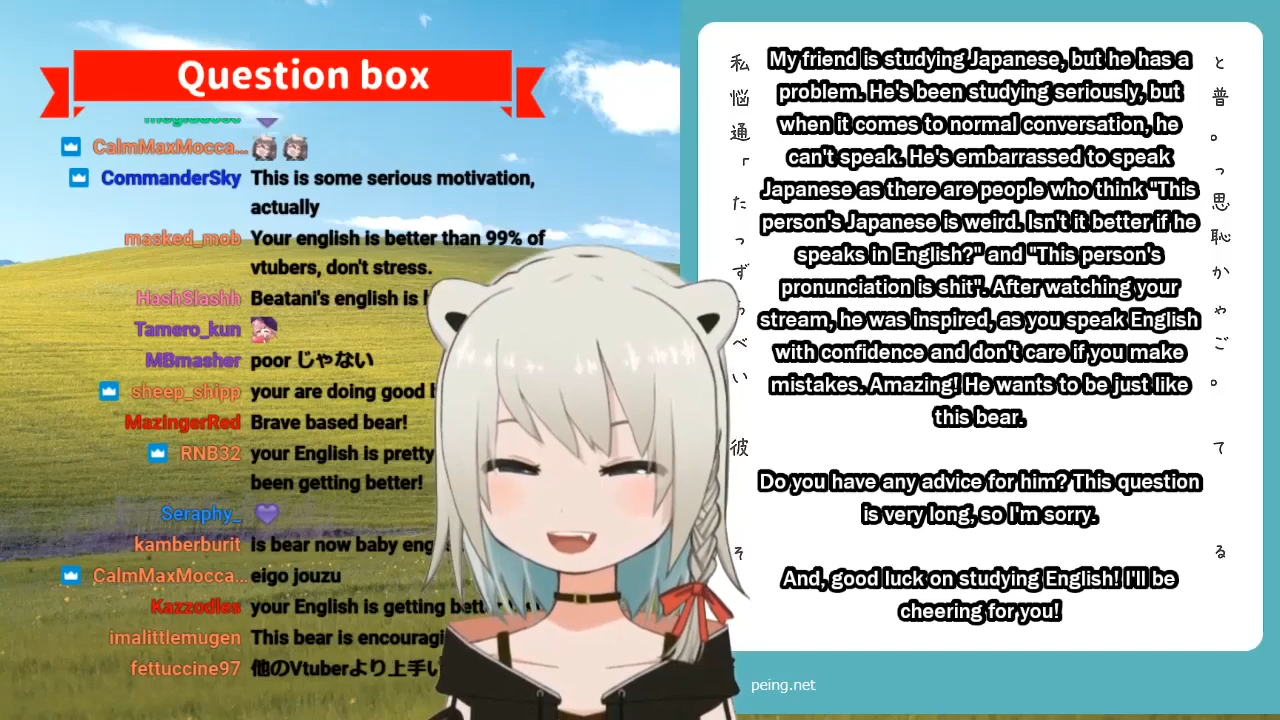 Question box
CalmMaxMocca...
CommanderSky This is some serious motivation,
actually
masked_mob Your english is better than 99% of
vtubers, don't stress.
HashSlashh Beatani's english is
Tamero_kun
MBmasher poor じゃない
sheep_shipp your are doing good
MazingerRed Brave based bear!
RNB32 your English is pretty
been getting better!
Seraphy_
kamberburit is bear now baby
CalmMaxMocca... eigo jouzu
Kazzodles your English is getting
imalittlemugen This bear is
fettuccine97 他のVtuberより上手
My friend is studying Japanese, but he has a
problem. He's been studying seriously, but
when it comes to normal conversation, he
can't speak. He's embarrassed to speak
Japanese as there are people who think "This
person's Japanese is weird. Isn't it better if he
speaks in English?" and "This person's
pronunciation is shit". After watching your
stream, he was inspired, as you speak English
with confidence and don't care if you make
mistakes. Amazing! He wants to be just like
this bear.
Do you have any advice for him? This question
is very long, so I'm sorry.
And, good luck on studying English! I'll be
cheering for you!
peing.net